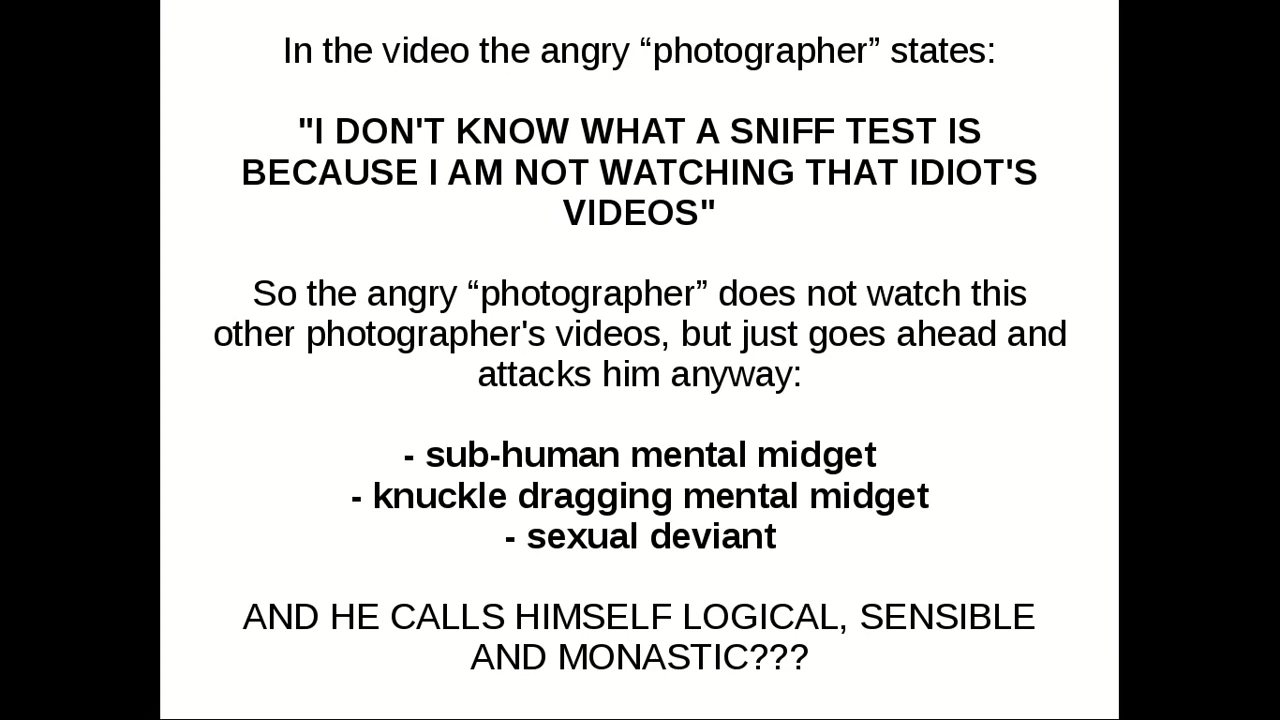 In the video the angry “photographer” states:
"I DON'T KNOW WHAT A SNIFF TEST IS
BECAUSE I AM NOT WATCHING THAT IDIOT'S
VIDEOS"
So the angry “photographer” does not watch this
other photographer's videos, but just goes ahead and
attacks him anyway:
- sub-human mental midget
- knuckle dragging mental midget
- sexual deviant
AND HE CALLS HIMSELF LOGICAL, SENSIBLE
AND MONASTIC???